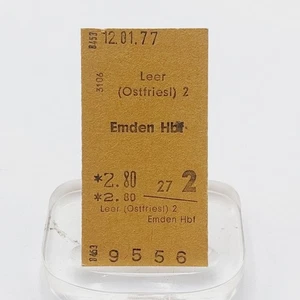 12.01.77
3106
Leer
(Ostfriesl) 2
Emden Hbf
*2.80
27 2
*2.80
Leer (Ostfriesl) 2
Emden Hbf
9556